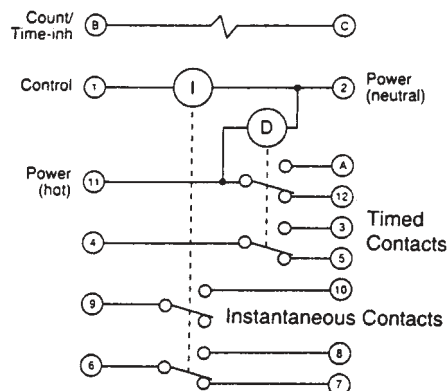 Count/
Time-inh
B
C
Control
1
I
2
Power
(neutral)
D
Power
(hot)
11
A
12
3
Timed
Contacts
4
5
10
9
Instantaneous Contacts
8
6
7